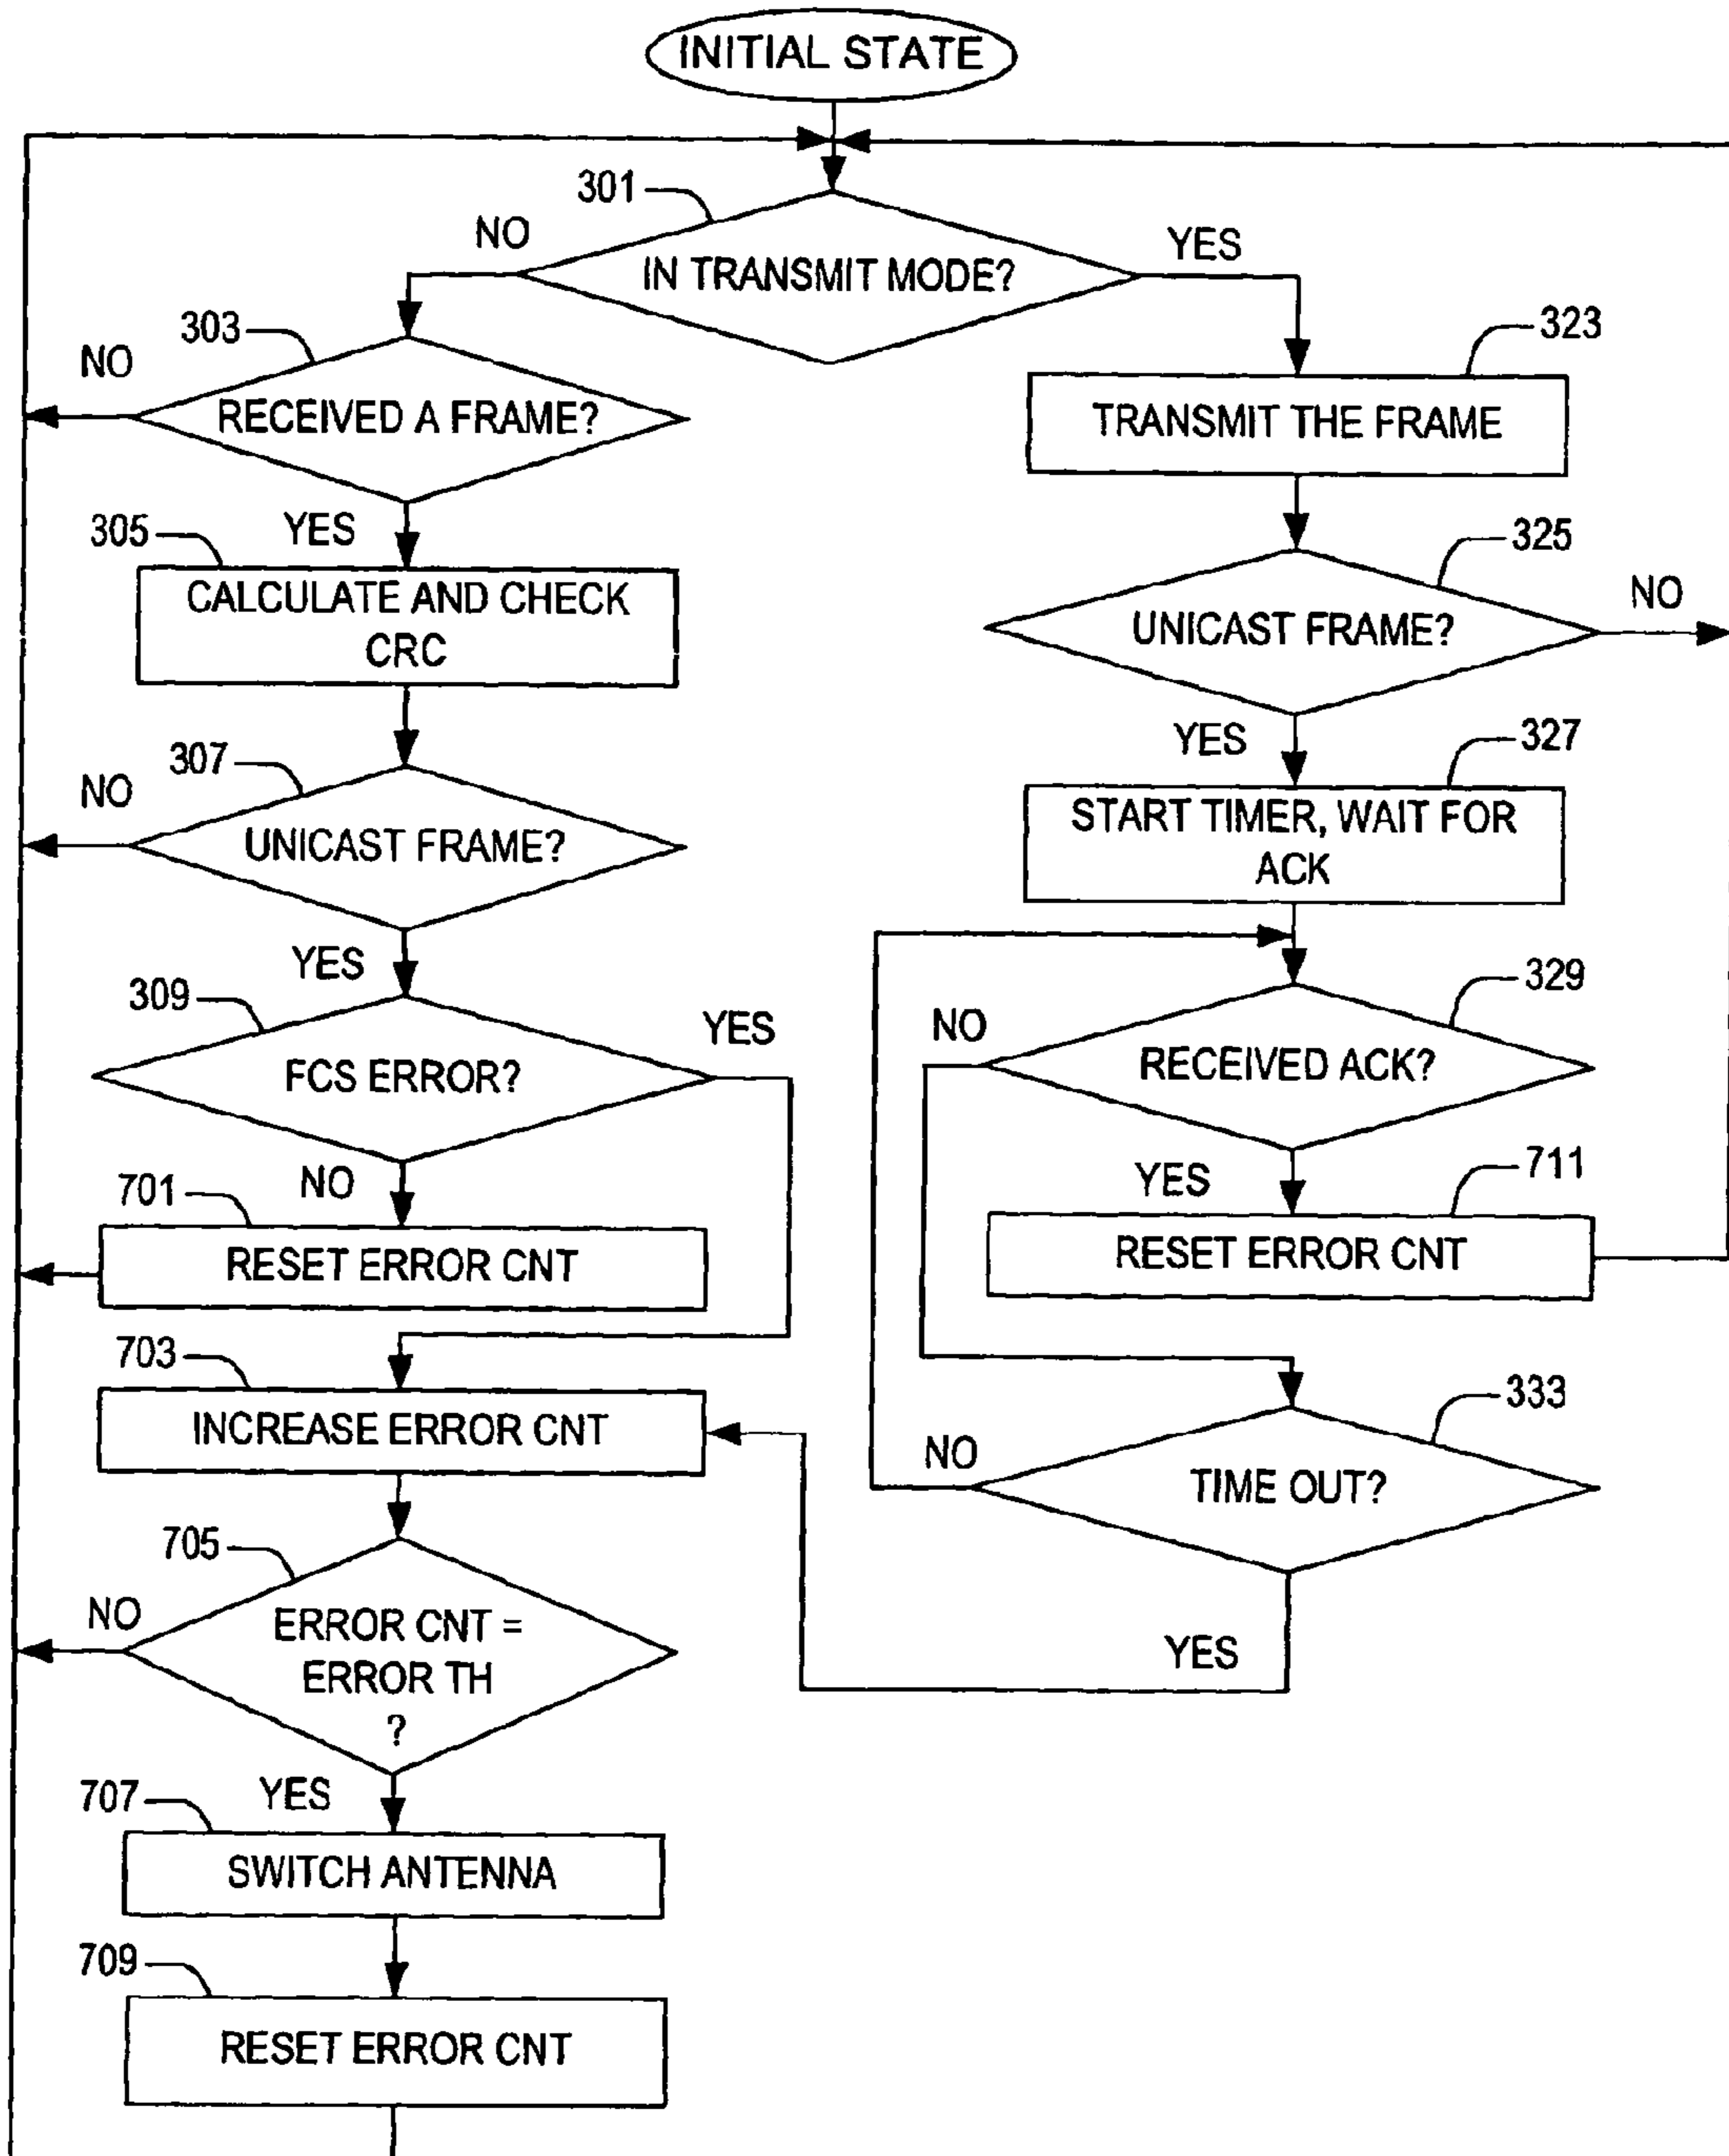 INITIAL STATE
301
NO
YES
IN TRANSMIT MODE?
303
NO
RECEIVED A FRAME?
YES
305
CALCULATE AND CHECK
CRC
307
NO
UNICAST FRAME?
YES
309
YES
FCS ERROR?
NO
701
RESET ERROR CNT
703
INCREASE ERROR CNT
705
NO
ERROR CNT =
ERROR TH
?
YES
707
SWITCH ANTENNA
709
RESET ERROR CNT
323
TRANSMIT THE FRAME
325
NO
UNICAST FRAME?
YES
327
START TIMER, WAIT FOR
ACK
329
NO
RECEIVED ACK?
YES
711
RESET ERROR CNT
333
NO
TIME OUT?
YES